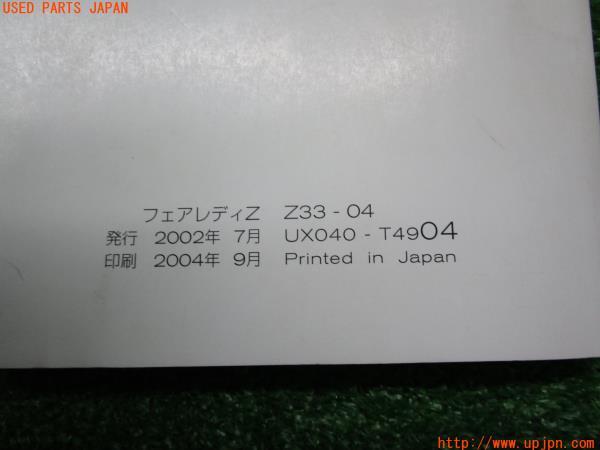 USED PARTS JAPAN
フェアレディZ Z33 - 04
発行 2002年 7月 UX040 - T4904
印刷 2004年 9月 Printed in Japan
http://www.upjpn.com/